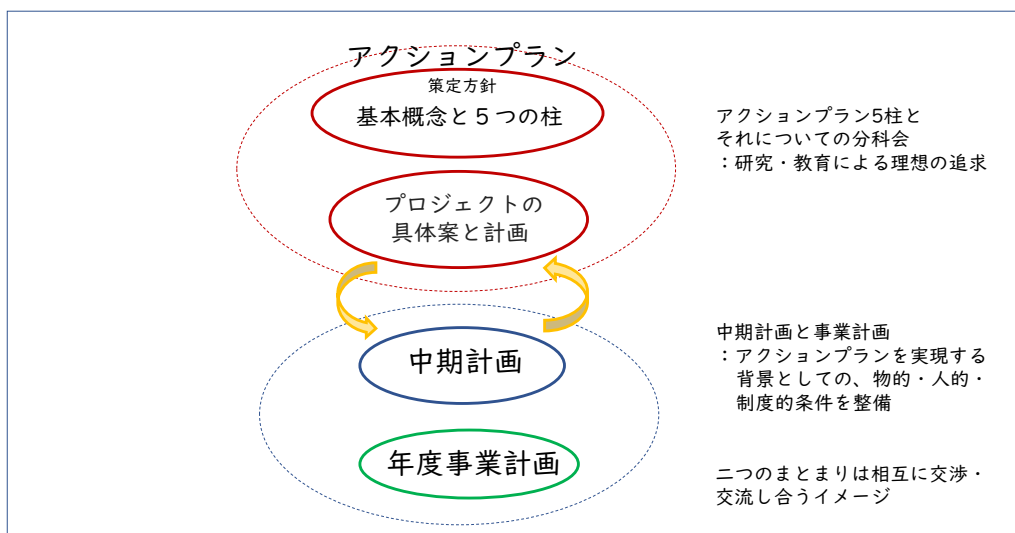 アクションプラン
策定方針
基本概念と５つの柱
プロジェクトの
具体案と計画
中期計画
年度事業計画
アクションプラン5柱と
それについての分科会
：研究・教育による理想の追求
中期計画と事業計画
：アクションプランを実現する
背景としての、物的・人的・
制度的条件を整備
二つのまとまりは相互に交渉・
交流し合うイメージ